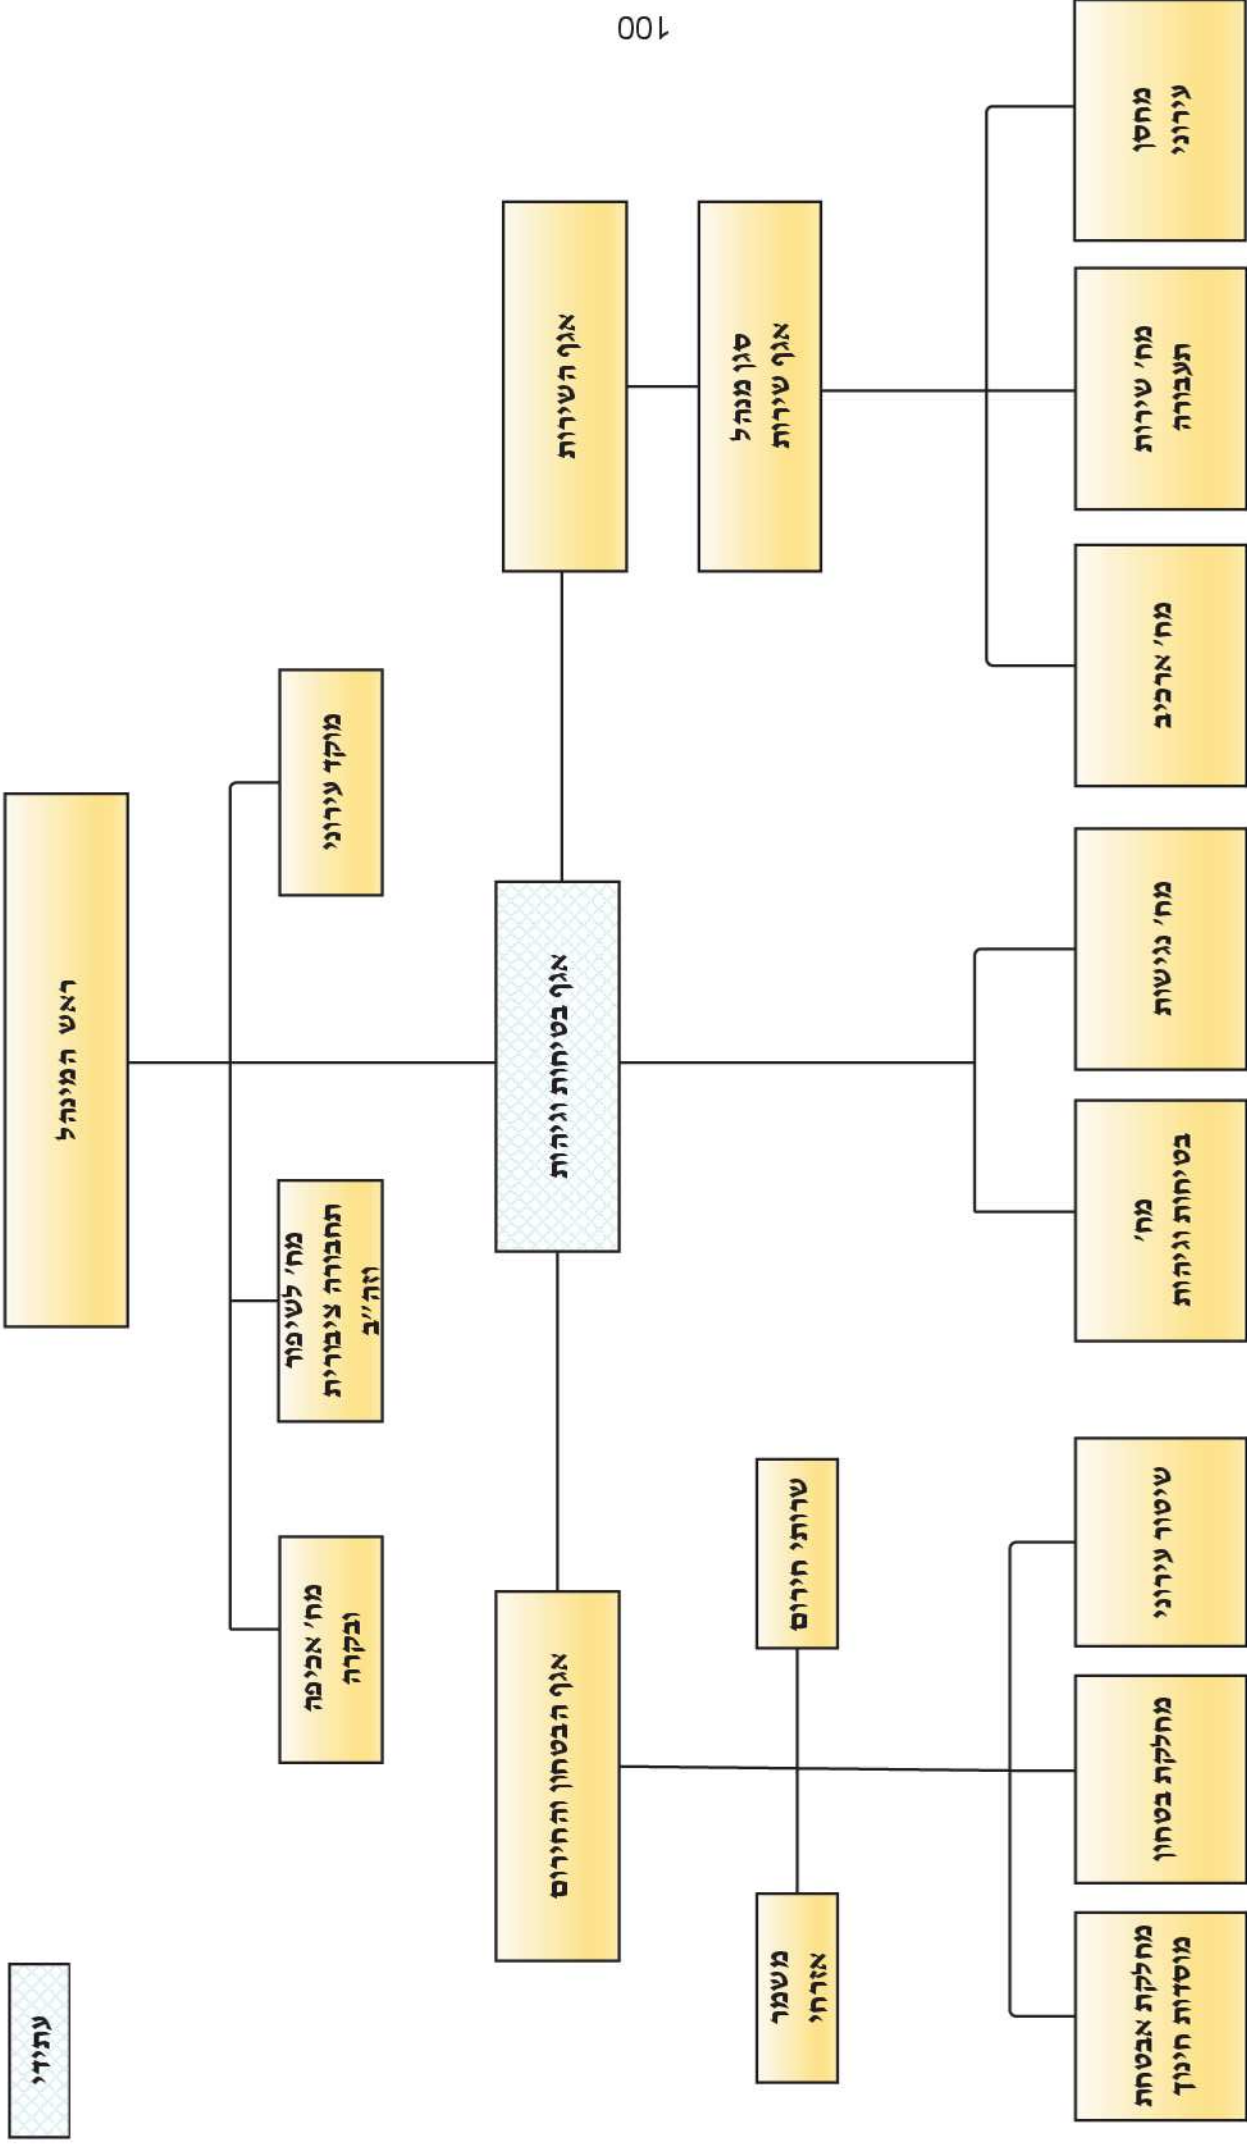 עתידי
ראש המינהל
מוקד עירוני
מח' לשיפור
תחבורה ציבורית
וזה"ב
מח' אכיפה
ובקרה
אגף השירות
אגף בטיחות וגיהות
אגף הבטחון והחירום
סגן מנהל
אגף שירות
שרותי חירום
משמר
אזרחי
מחסן
עירוני
מח' שירות
תעבורה
מח' ארכיב
מח' נגישות
מח'
בטיחות וגיהות
שיטור עירוני
מחלקת בטחון
מחלקת אבטחת
מוסדות חינוך
100